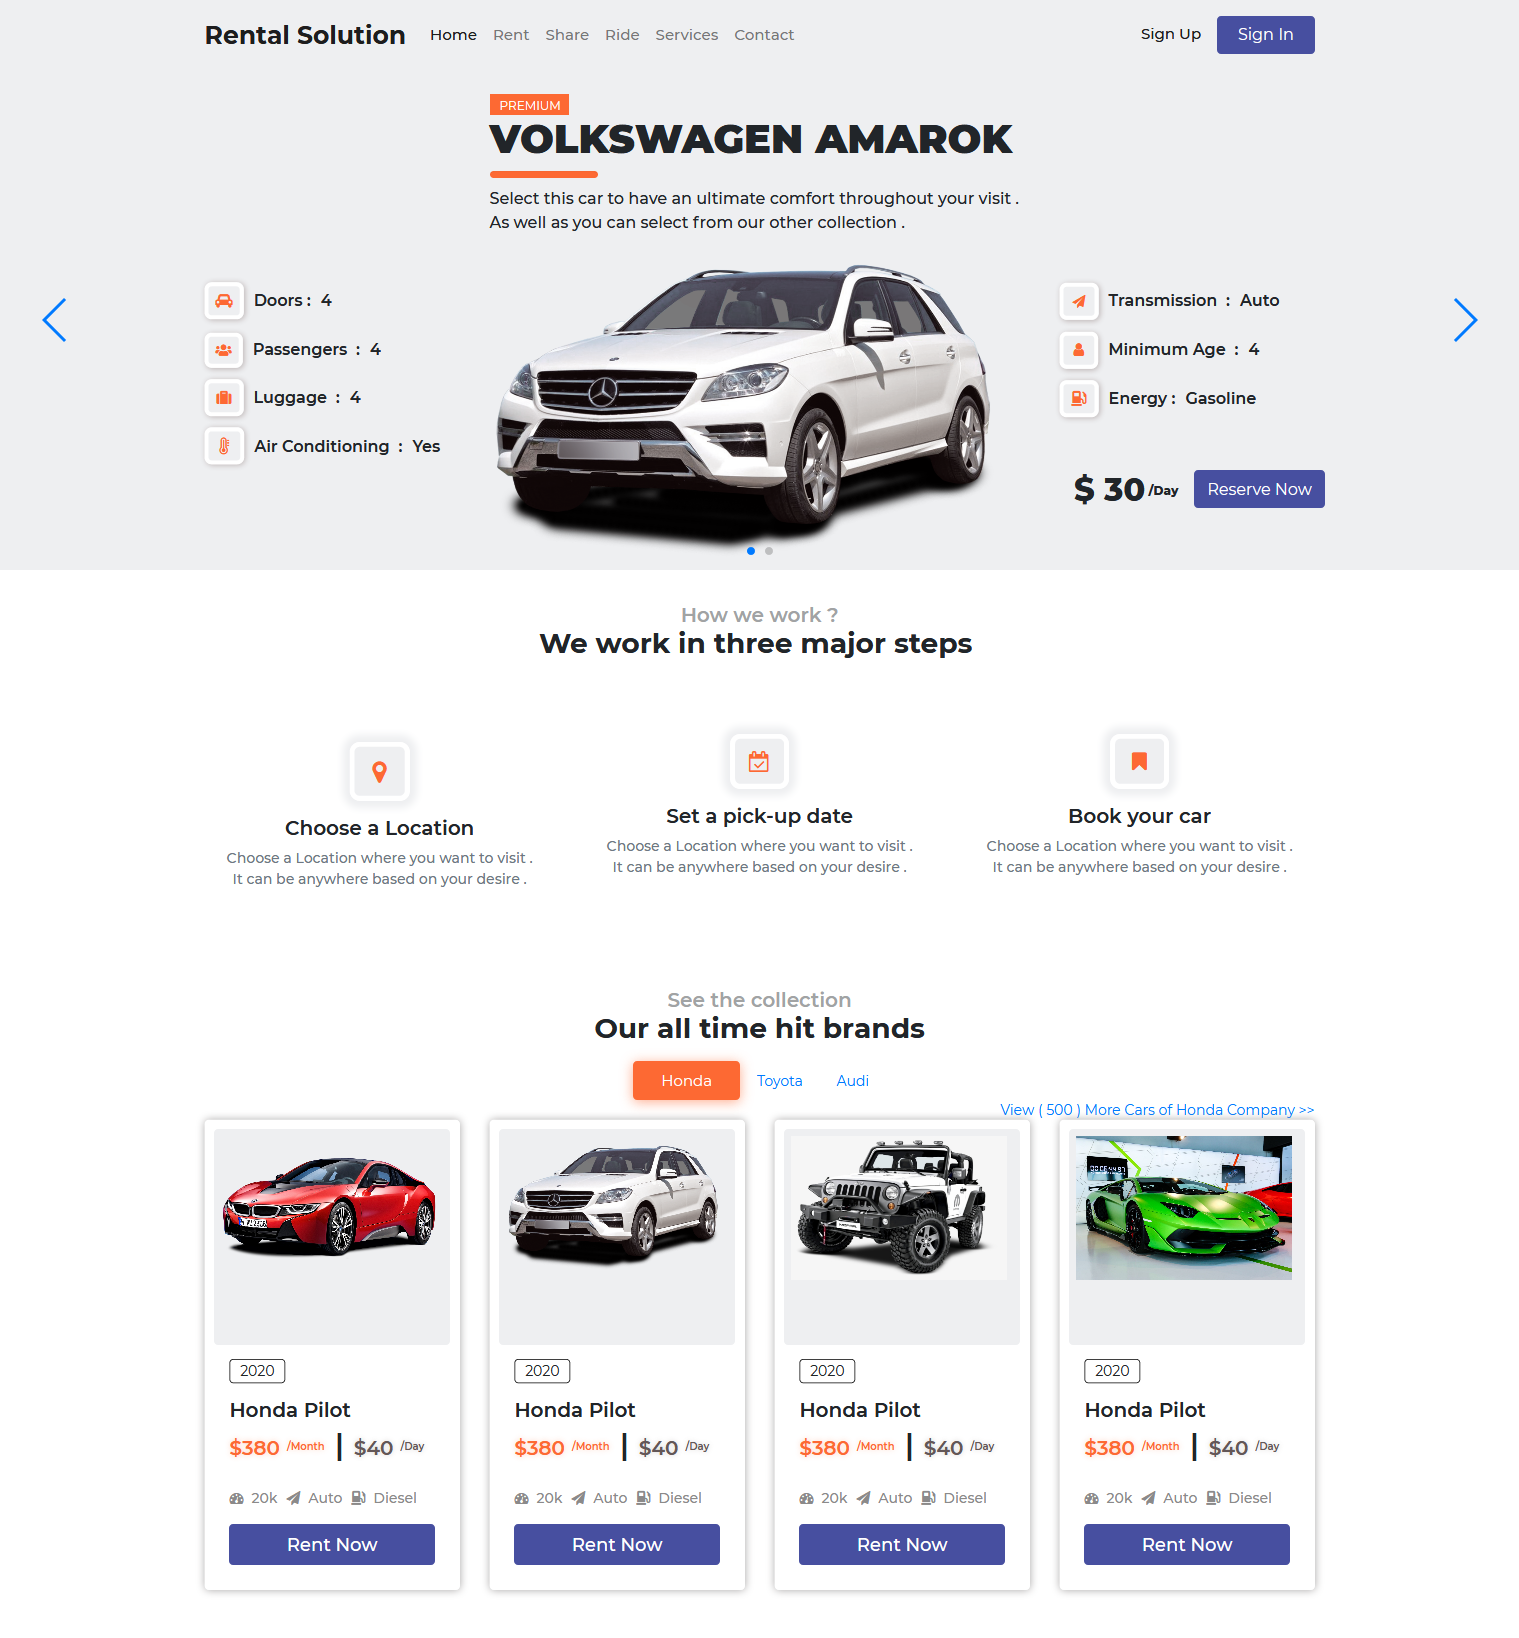 Rental Solution Home Rent Share Ride Services Contact Sign Up Sign In
PREMIUM
VOLKSWAGEN AMAROK
Select this car to have an ultimate comfort throughout your visit .
As well as you can select from our other collection .
Doors : 4
Passengers : 4
Luggage : 4
Air Conditioning : Yes
Transmission : Auto
Minimum Age : 4
Energy : Gasoline
$ 30 /Day Reserve Now
How we work ?
We work in three major steps
Choose a Location
Choose a Location where you want to visit .
It can be anywhere based on your desire .
Set a pick-up date
Choose a Location where you want to visit .
It can be anywhere based on your desire .
Book your car
Choose a Location where you want to visit .
It can be anywhere based on your desire .
See the collection
Our all time hit brands
Honda Toyota Audi
View ( 500 ) More Cars of Honda Company >>
2020
Honda Pilot
$380 /Month | $40 /Day
20k Auto Diesel
Rent Now
2020
Honda Pilot
$380 /Month | $40 /Day
20k Auto Diesel
Rent Now
2020
Honda Pilot
$380 /Month | $40 /Day
20k Auto Diesel
Rent Now
2020
Honda Pilot
$380 /Month | $40 /Day
20k Auto Diesel
Rent Now